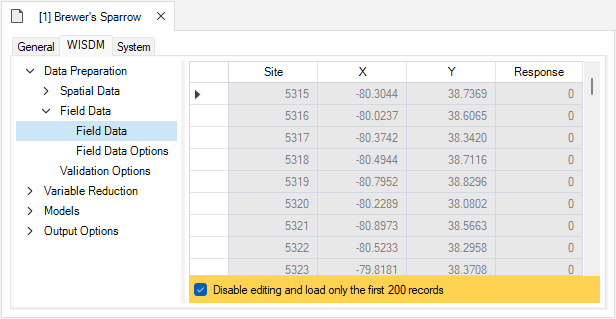 [1] Brewer's Sparrow
General WISDM System
Data Preparation
Spatial Data
Field Data
Field Data
Field Data Options
Validation Options
Variable Reduction
Models
Output Options
Site X Y Response
5315 -80.3044 38.7369 0
5316 -80.0237 38.6065 0
5317 -80.3742 38.3420 0
5318 -80.4944 38.7116 0
5319 -80.7952 38.8296 0
5320 -80.2289 38.0802 0
5321 -80.8973 38.5663 0
5322 -80.5233 38.2958 0
5323 -79.8181 38.3708 0
Disable editing and load only the first 200 records